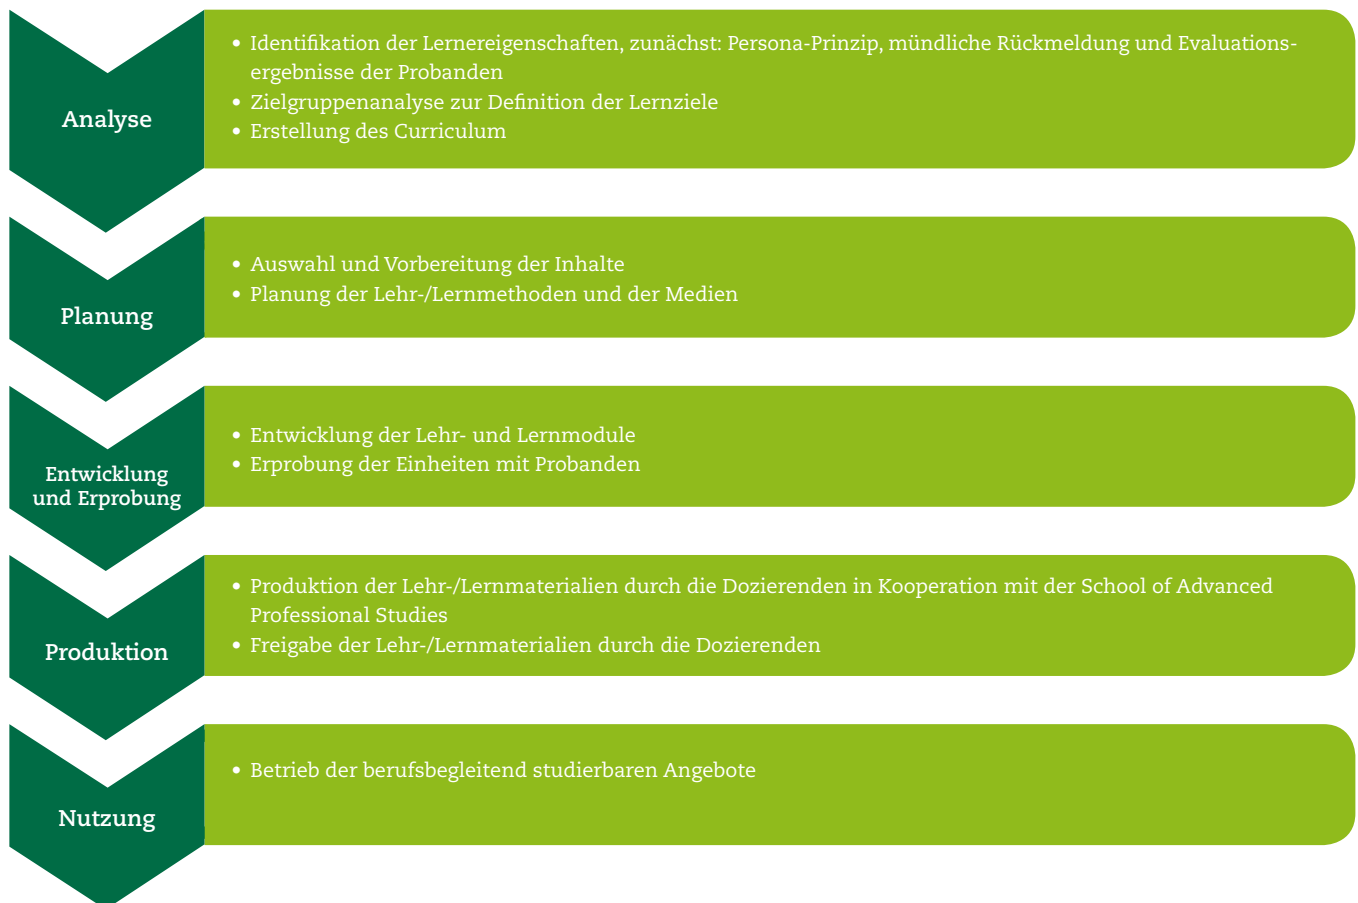 Analyse
• Identifikation der Lernereigenschaften, zunächst: Persona-Prinzip, mündliche Rückmeldung und Evaluations-
ergebnisse der Probanden
• Zielgruppenanalyse zur Definition der Lernziele
• Erstellung des Curriculum
Planung
• Auswahl und Vorbereitung der Inhalte
• Planung der Lehr-/Lernmethoden und der Medien
Entwicklung
und Erprobung
• Entwicklung der Lehr- und Lernmodule
• Erprobung der Einheiten mit Probanden
Produktion
• Produktion der Lehr-/Lernmaterialien durch die Dozierenden in Kooperation mit der School of Advanced
Professional Studies
• Freigabe der Lehr-/Lernmaterialien durch die Dozierenden
Nutzung
• Betrieb der berufsbegleitend studierbaren Angebote